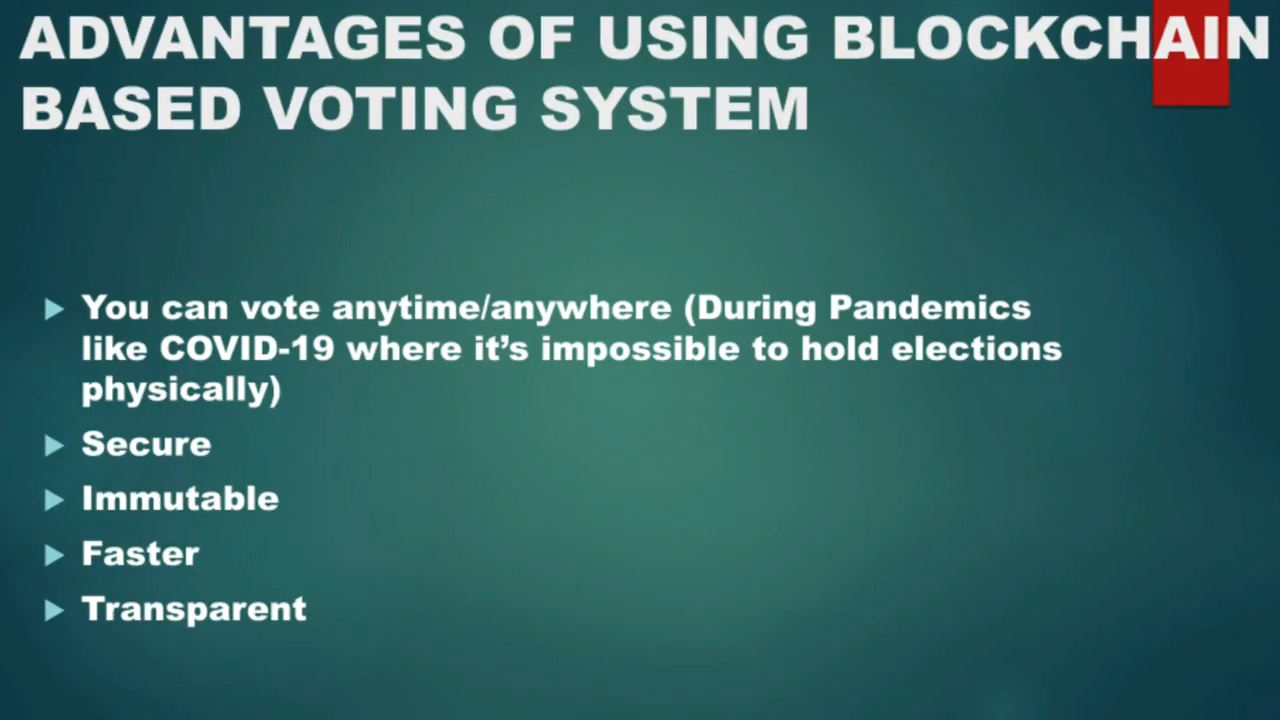 ADVANTAGES OF USING BLOCKCHAIN
BASED VOTING SYSTEM
You can vote anytime/anywhere (During Pandemics
like COVID-19 where it’s impossible to hold elections
physically)
Secure
Immutable
Faster
Transparent